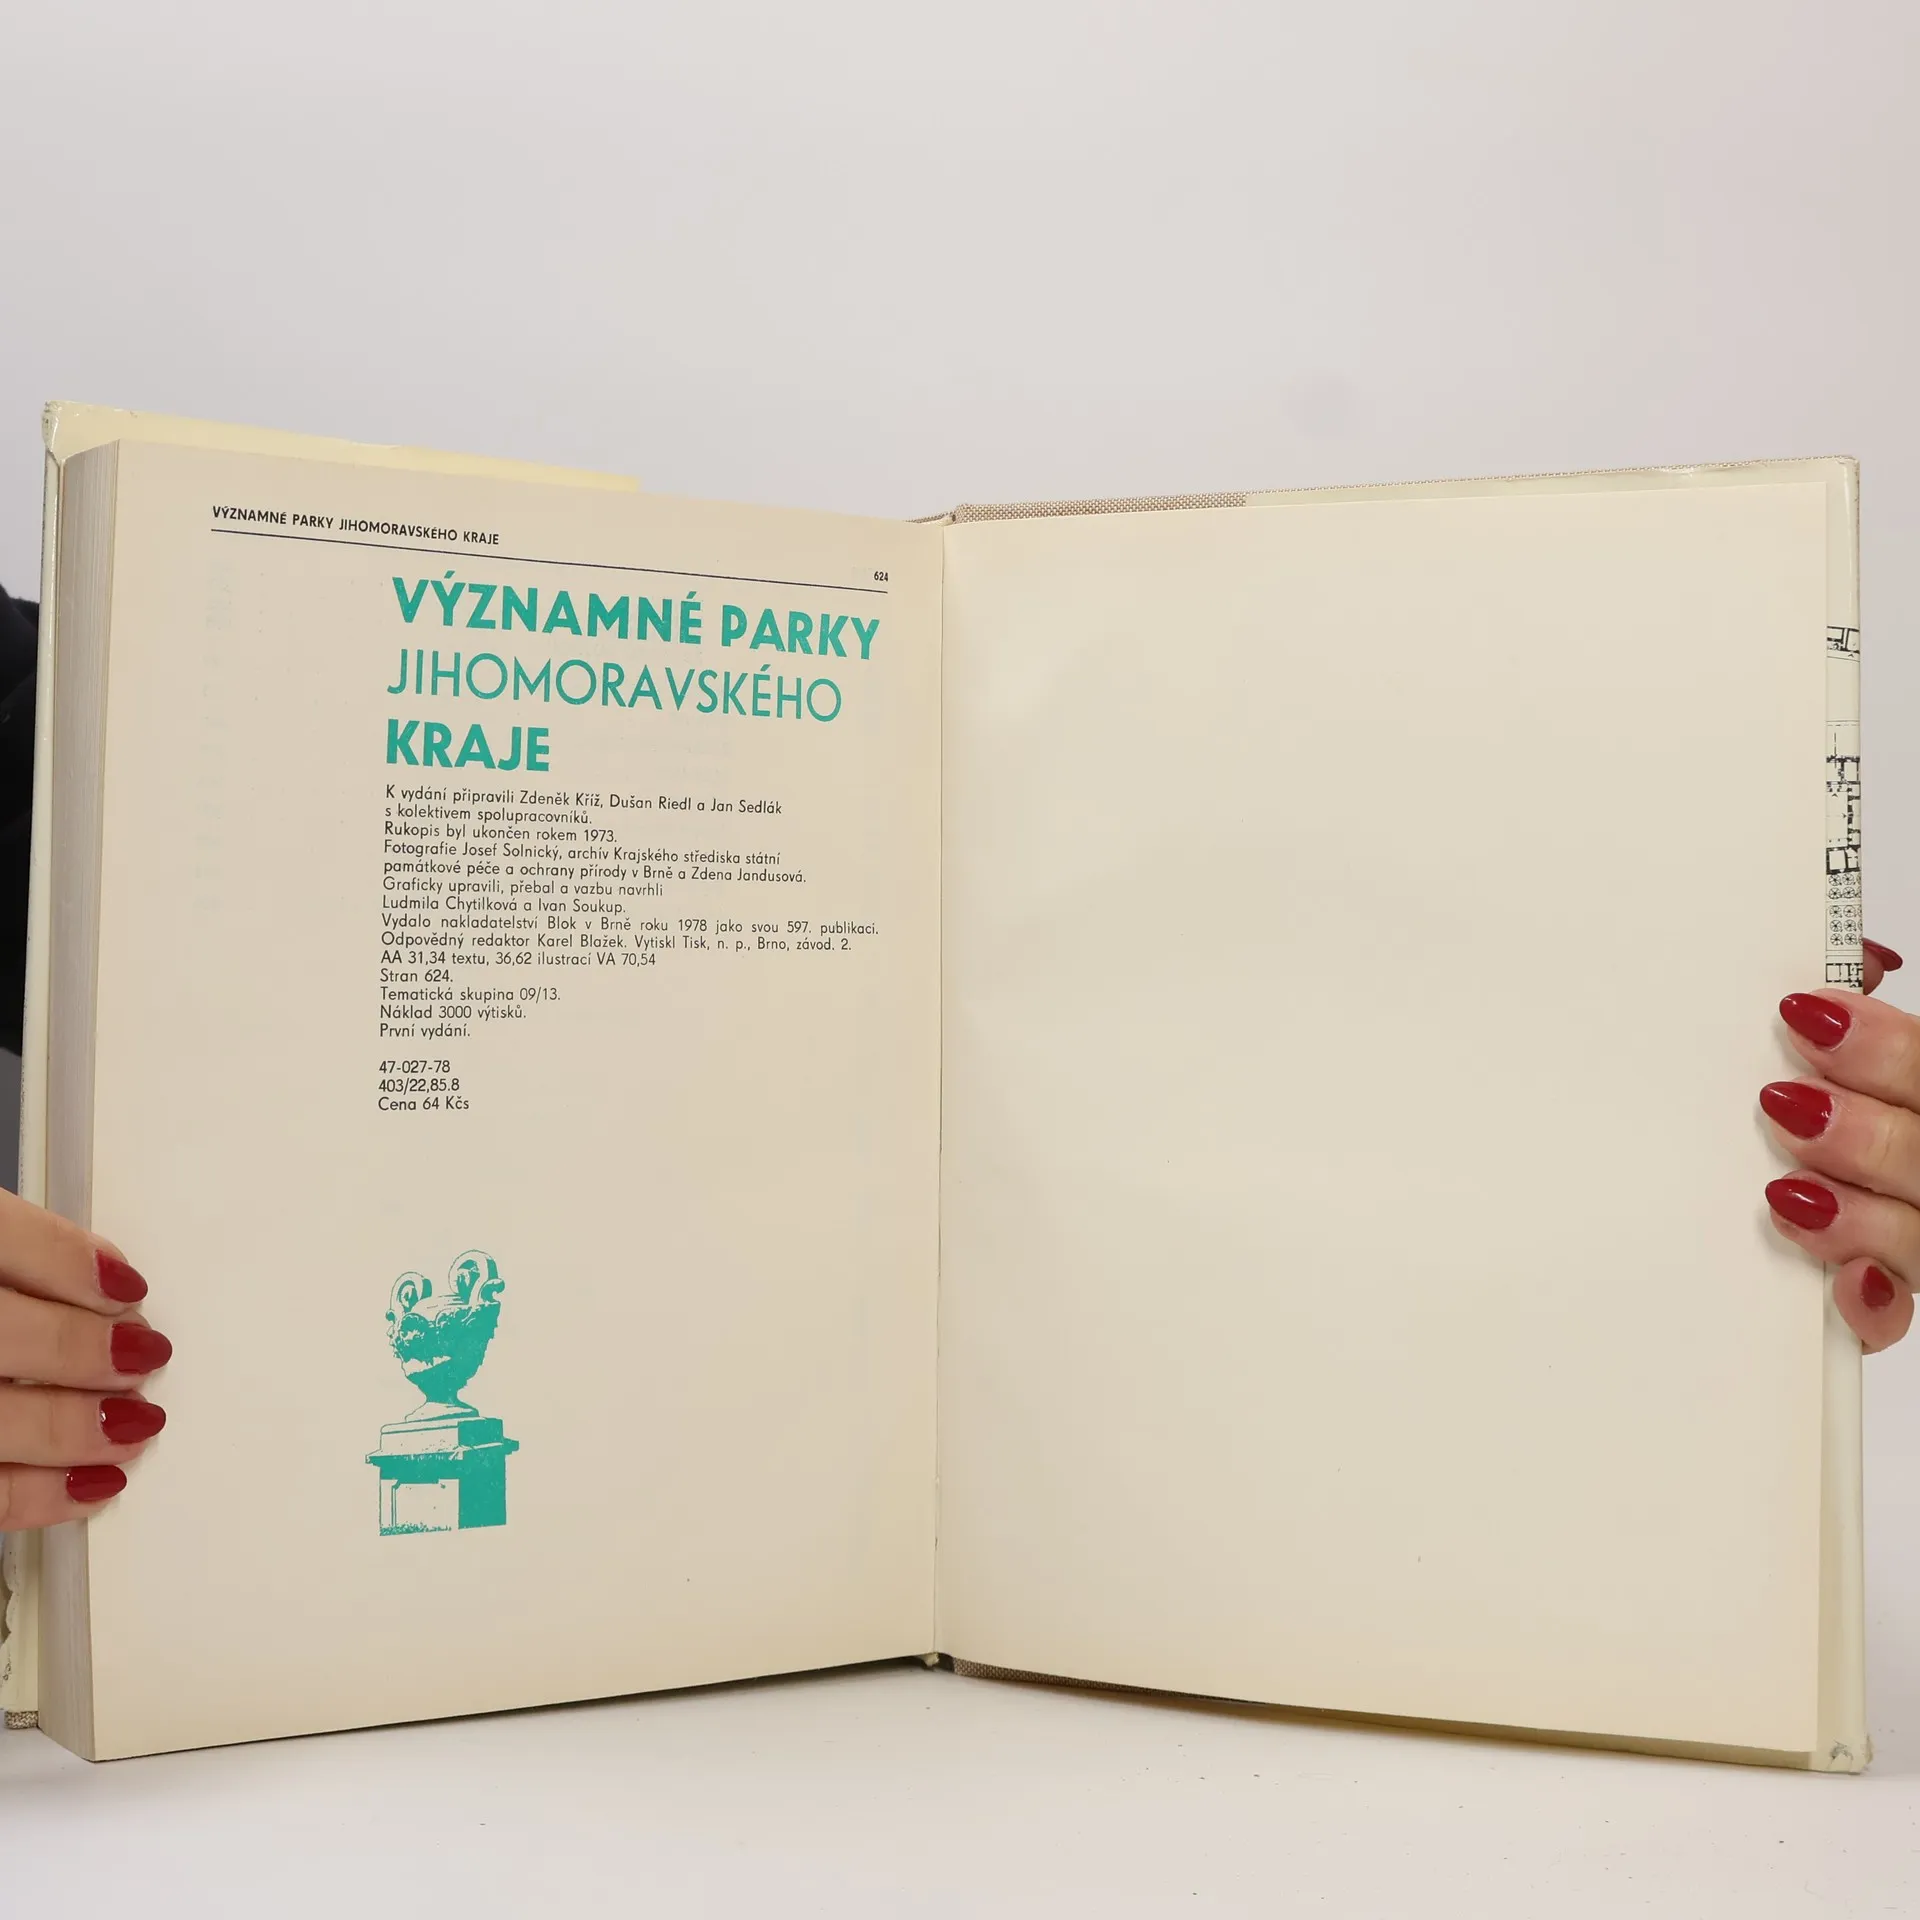 VÝZNAMNÉ PARKY JIHOMORAVSKÉHO KRAJE
624
VÝZNAMNÉ PARKY
JIHOMORAVSKÉHO
KRAJE
K vydání připravili Zdeněk Kříž, Dušan Riedl a Jan Sedlák
s kolektivem spolupracovníků.
Rukopis byl ukončen rokem 1973.
Fotografie Josef Solnický, archív Krajského střediska státní
památkové péče a ochrany přírody v Brně a Zdena Jandusová.
Graficky upravili, přebal a vazbu navrhli
Ludmila Chytilková a Ivan Soukup.
Vydalo nakladatelství Blok v Brně roku 1978 jako svou 597. publikaci.
Odpovědný redaktor Karel Blažek. Vytiskl Tisk, n. p., Brno, závod. 2.
AA 31,34 textu, 36,62 ilustrací VA 70,54
Stran 624.
Tematická skupina 09/13.
Náklad 3000 výtisků.
První vydání.
47-027-78
403/22,85.8
Cena 64 Kčs